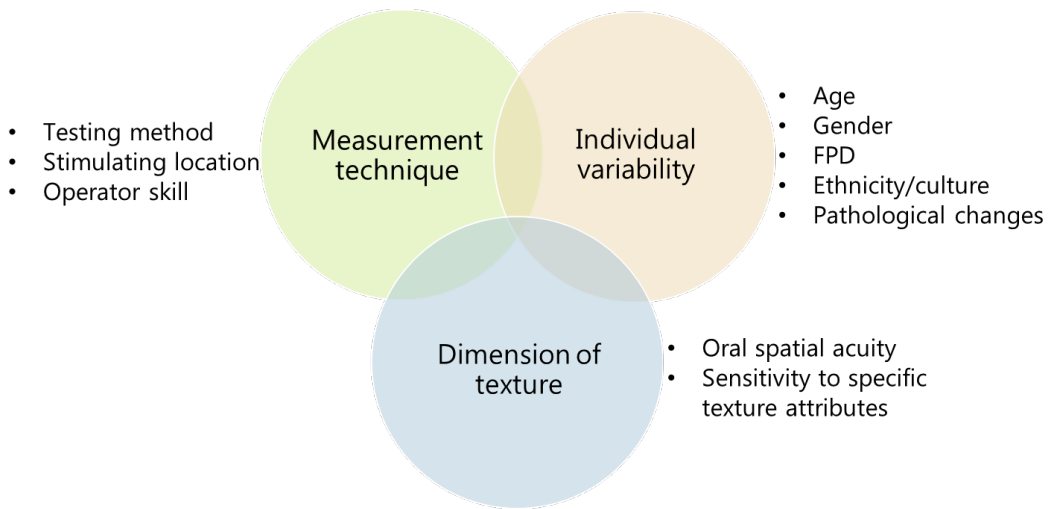 • Testing method
• Stimulating location
• Operator skill
Measurement
technique
Individual
variability
• Age
• Gender
• FPD
• Ethnicity/culture
• Pathological changes
Dimension of
texture
• Oral spatial acuity
• Sensitivity to specific
texture attributes